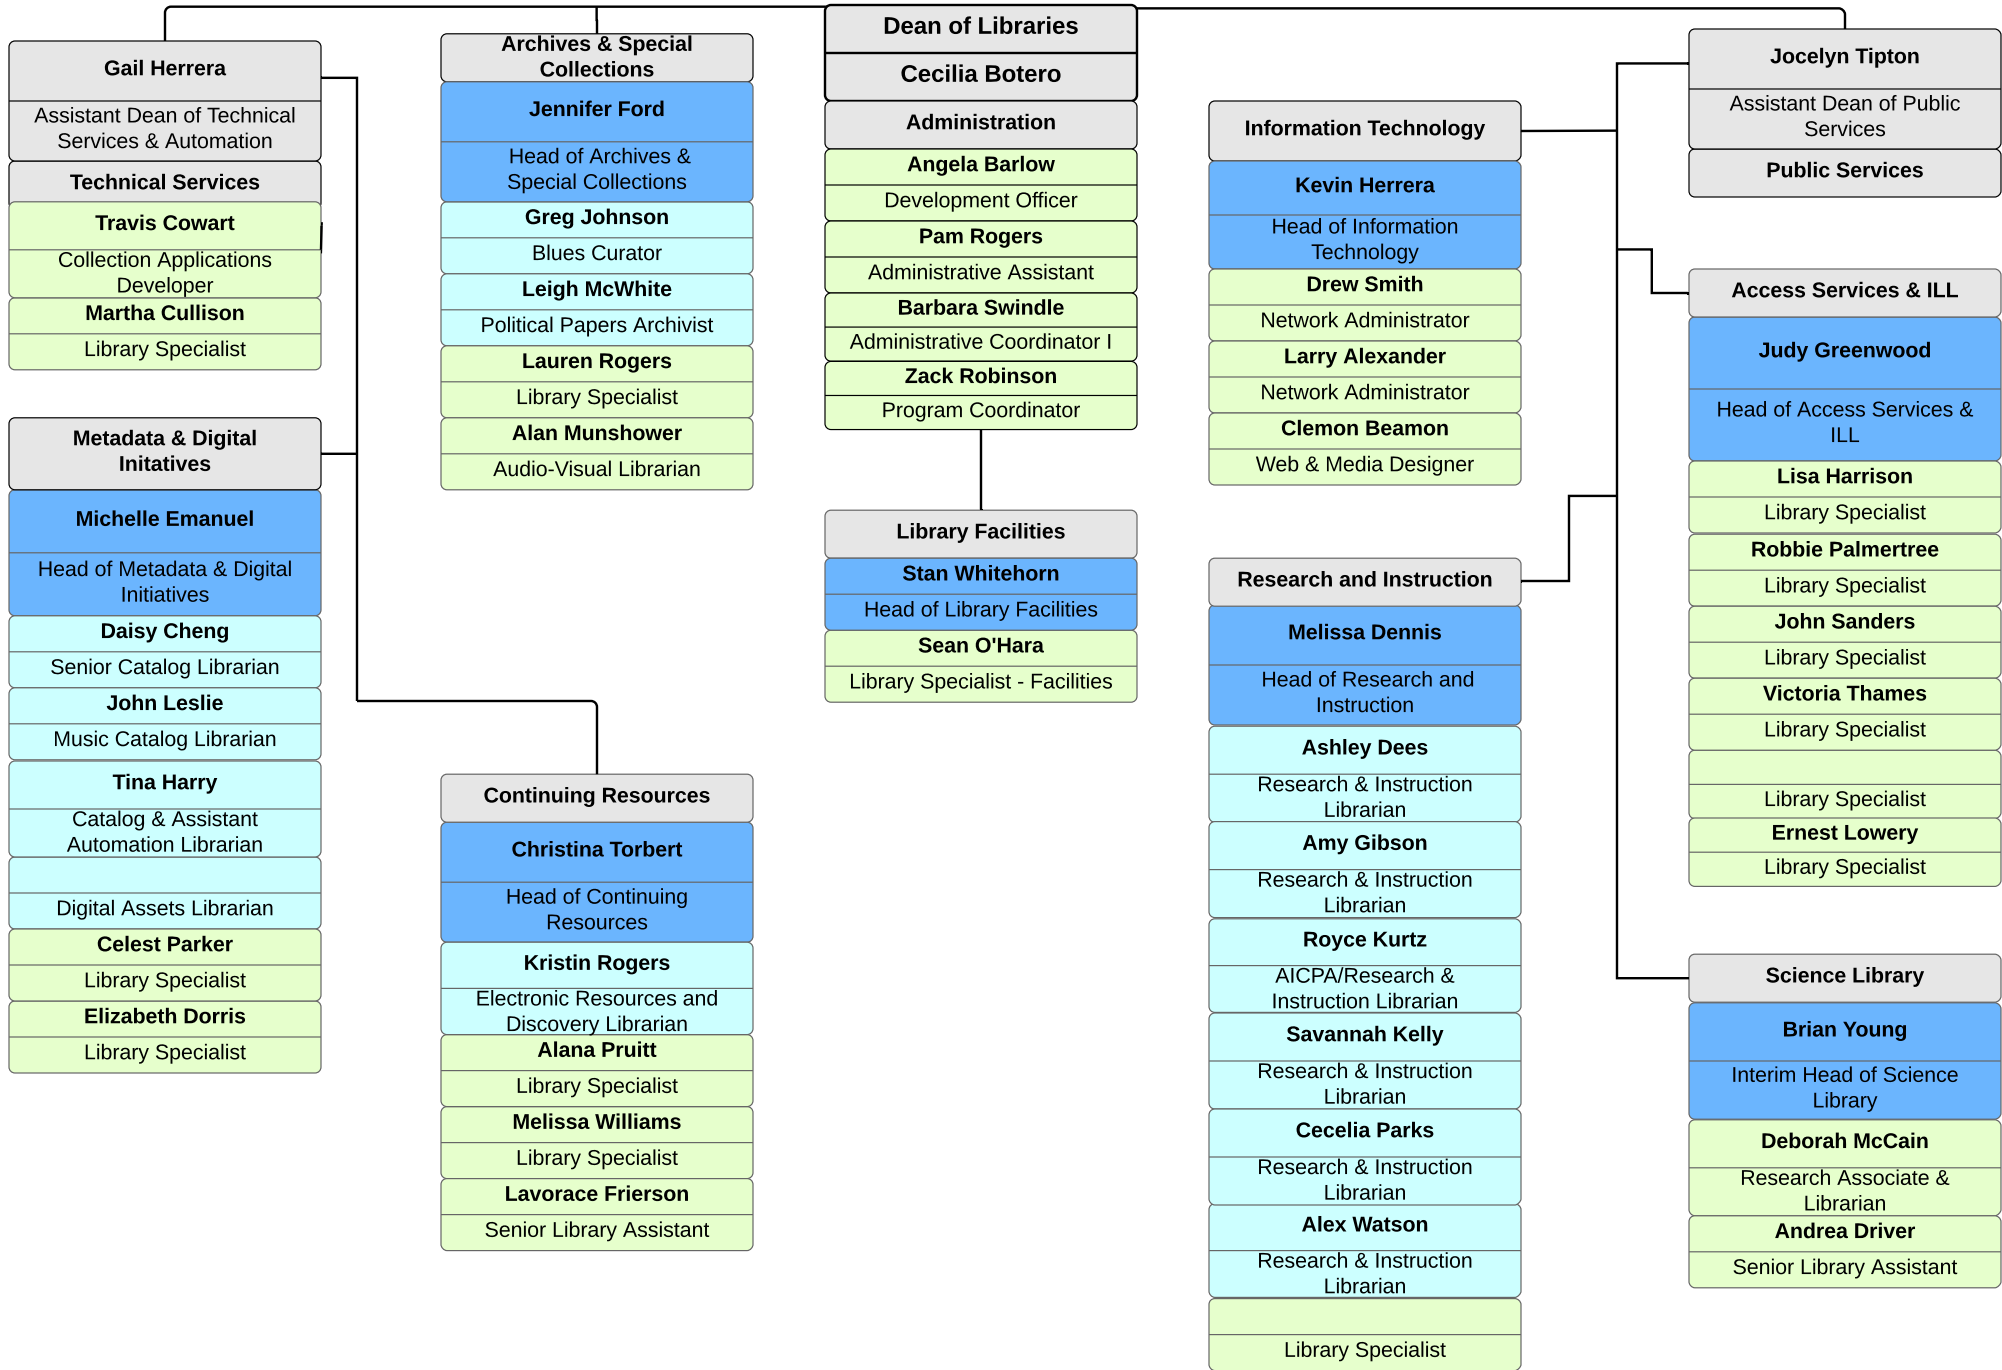 Dean of Libraries
Cecilia Botero
Administration
Angela Barlow
Development Officer
Pam Rogers
Administrative Assistant
Barbara Swindle
Administrative Coordinator I
Zack Robinson
Program Coordinator
Library Facilities
Stan Whitehorn
Head of Library Facilities
Sean O'Hara
Library Specialist - Facilities
Gail Herrera
Assistant Dean of Technical
Services & Automation
Technical Services
Travis Cowart
Collection Applications
Developer
Martha Cullison
Library Specialist
Metadata & Digital
Initatives
Michelle Emanuel
Head of Metadata & Digital
Initiatives
Daisy Cheng
Senior Catalog Librarian
John Leslie
Music Catalog Librarian
Tina Harry
Catalog & Assistant
Automation Librarian
Digital Assets Librarian
Celest Parker
Library Specialist
Elizabeth Dorris
Library Specialist
Archives & Special
Collections
Jennifer Ford
Head of Archives &
Special Collections
Greg Johnson
Blues Curator
Leigh McWhite
Political Papers Archivist
Lauren Rogers
Library Specialist
Alan Munshower
Audio-Visual Librarian
Continuing Resources
Christina Torbert
Head of Continuing
Resources
Kristin Rogers
Electronic Resources and
Discovery Librarian
Alana Pruitt
Library Specialist
Melissa Williams
Library Specialist
Lavorace Frierson
Senior Library Assistant
Information Technology
Kevin Herrera
Head of Information
Technology
Drew Smith
Network Administrator
Larry Alexander
Network Administrator
Clemon Beamon
Web & Media Designer
Research and Instruction
Melissa Dennis
Head of Research and
Instruction
Ashley Dees
Research & Instruction
Librarian
Amy Gibson
Research & Instruction
Librarian
Royce Kurtz
AICPA/Research &
Instruction Librarian
Savannah Kelly
Research & Instruction
Librarian
Cecelia Parks
Research & Instruction
Librarian
Alex Watson
Research & Instruction
Librarian
Library Specialist
Jocelyn Tipton
Assistant Dean of Public
Services
Public Services
Access Services & ILL
Judy Greenwood
Head of Access Services &
ILL
Lisa Harrison
Library Specialist
Robbie Palmertree
Library Specialist
John Sanders
Library Specialist
Victoria Thames
Library Specialist
Library Specialist
Ernest Lowery
Library Specialist
Science Library
Brian Young
Interim Head of Science
Library
Deborah McCain
Research Associate &
Librarian
Andrea Driver
Senior Library Assistant